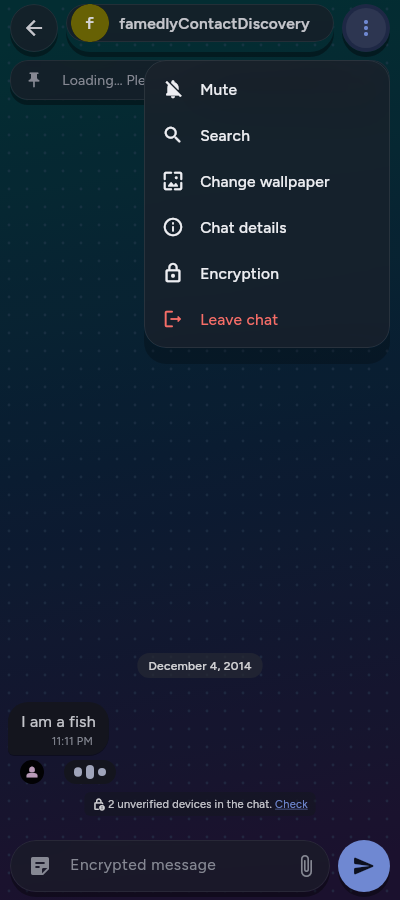 f
famedlyContactDiscovery
Loading... Ple
Mute
Search
Change wallpaper
Chat details
Encryption
Leave chat
December 4, 2014
I am a fish
11:11 PM
2 unverified devices in the chat. Check
Encrypted message